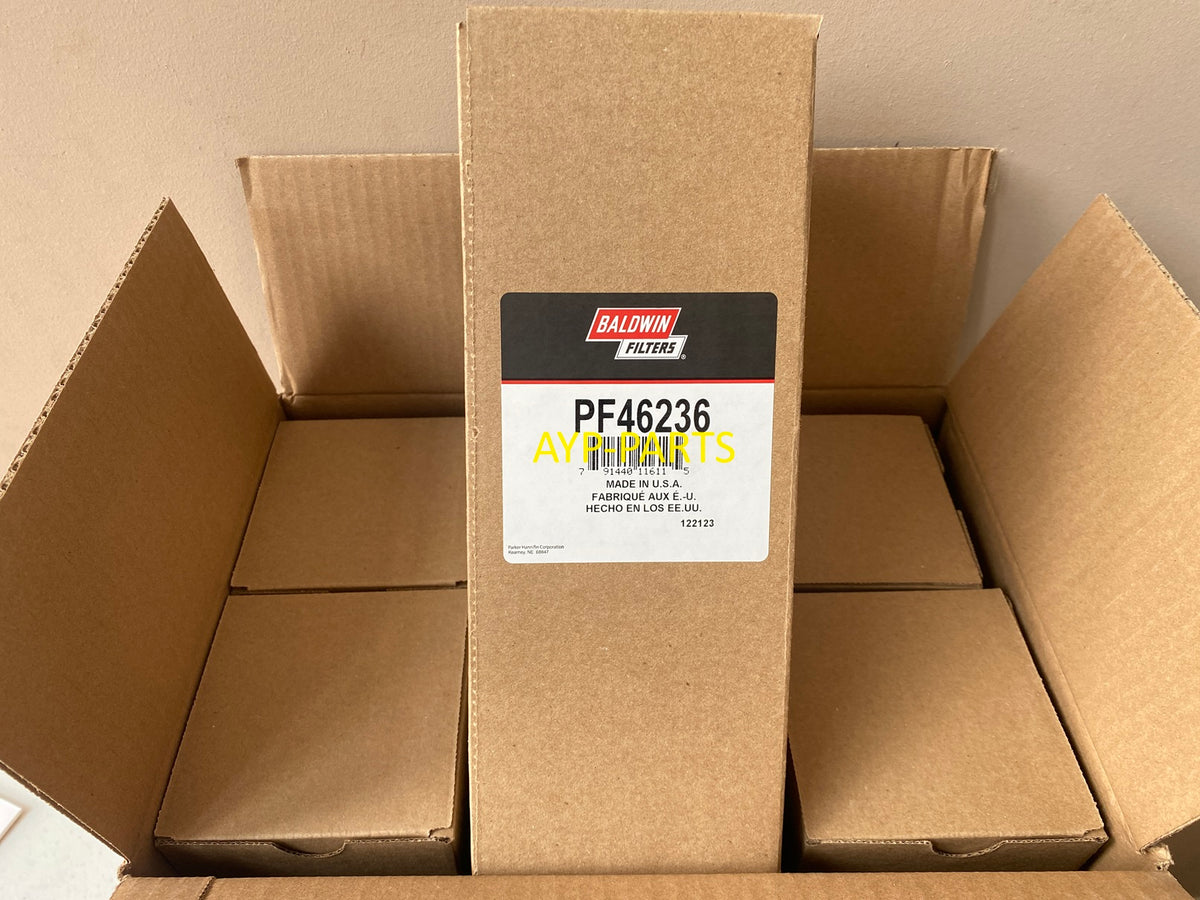 BALDWIN
FILTERS®
PF46236
AYP-PARTS
7 91440 11611 5
MADE IN U.S.A.
FABRIQUÉ AUX É.-U.
HECHO EN LOS EE.UU.
122123
Parker Hannifin Corporation
Kearney, NE 68847